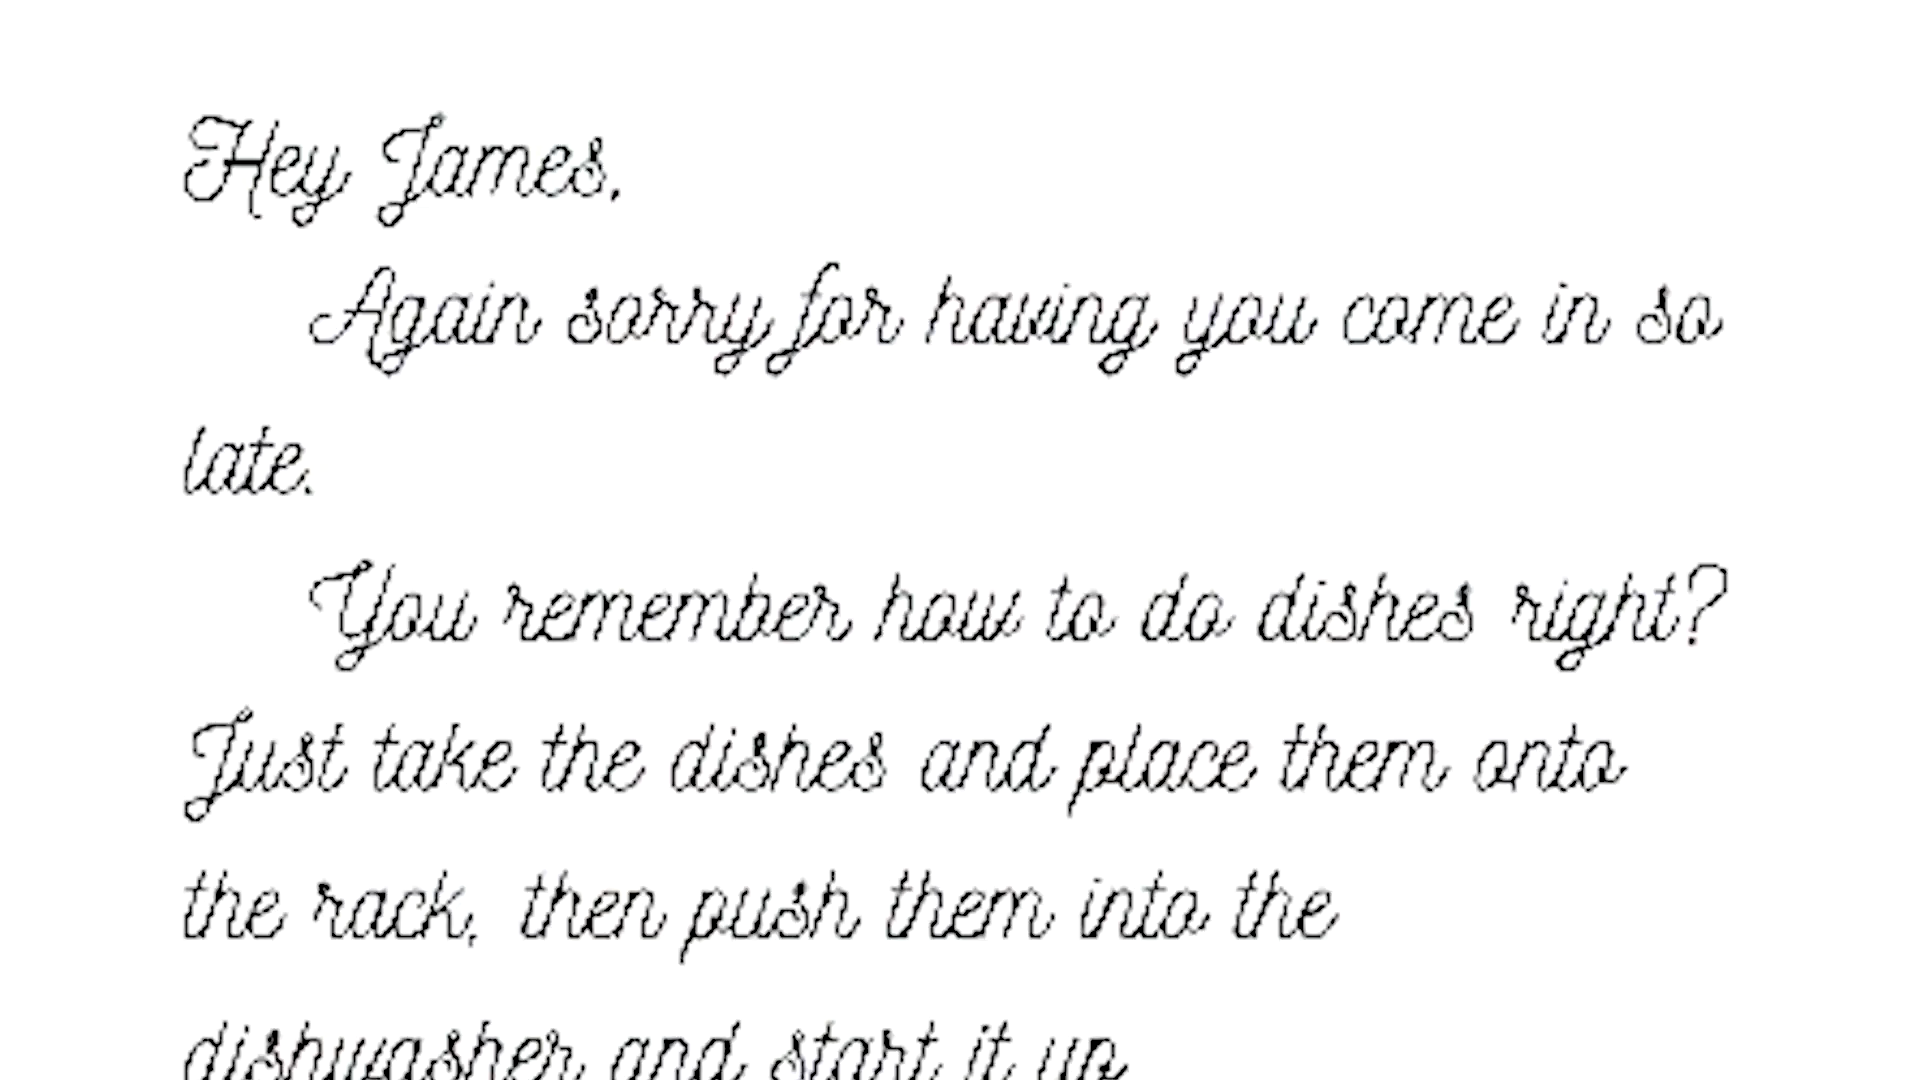 Hey James,
Again sorry for having you come in so
late.
You remember how to do dishes right?
Just take the dishes and place them onto
the rack, then push them into the
dishwasher and start it up